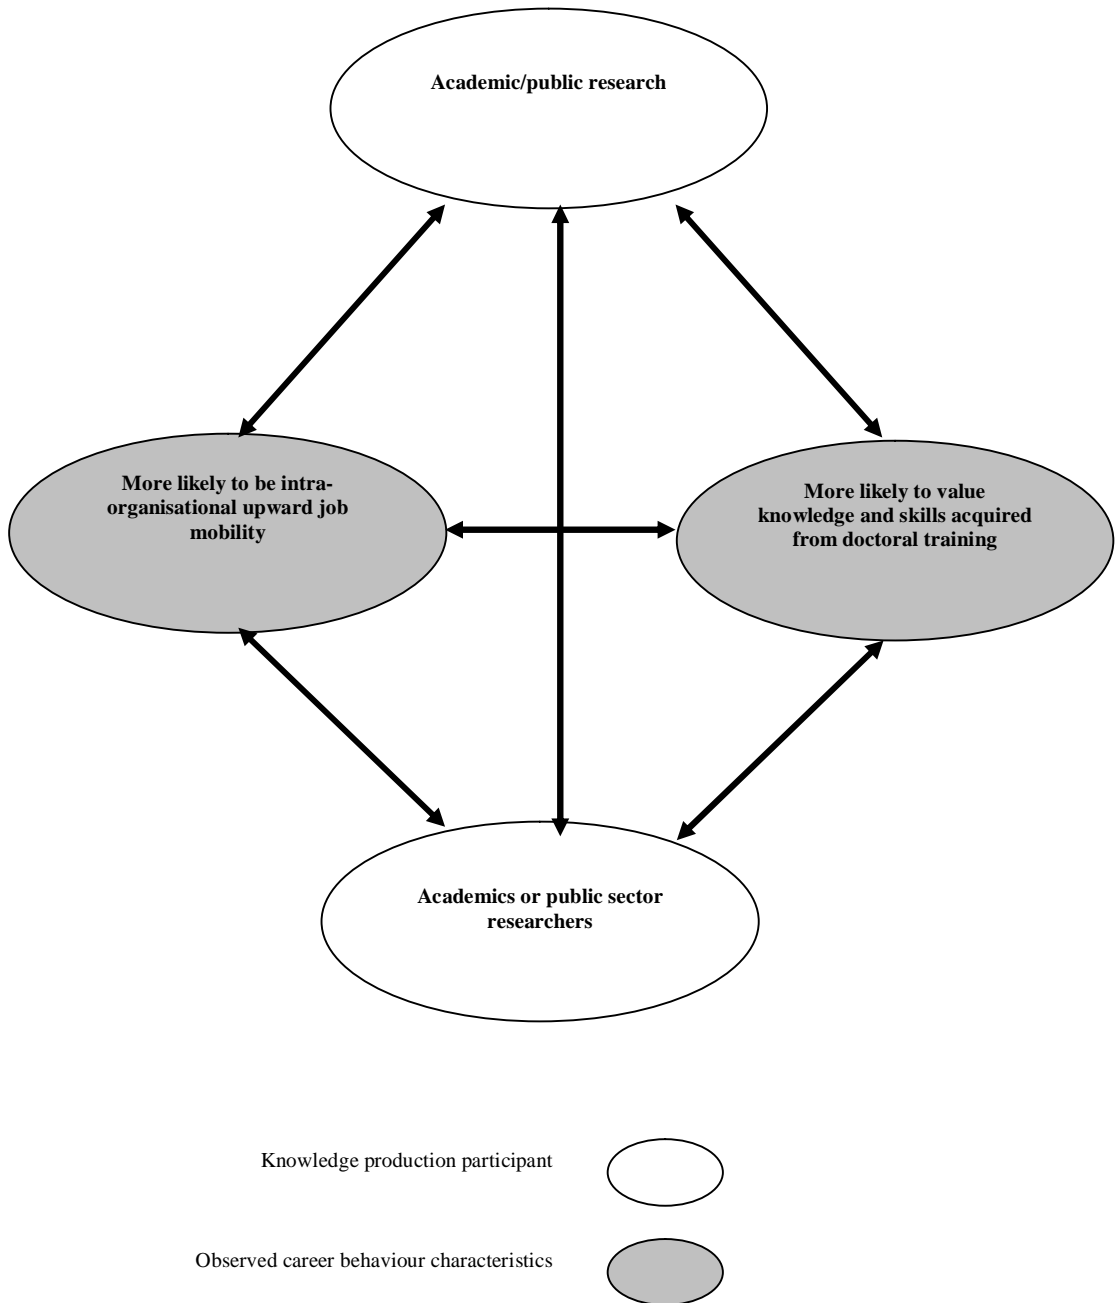 Academic/public research
More likely to be intra-
organisational upward job
mobility
More likely to value
knowledge and skills acquired
from doctoral training
Academics or public sector
researchers
Knowledge production participant
Observed career behaviour characteristics